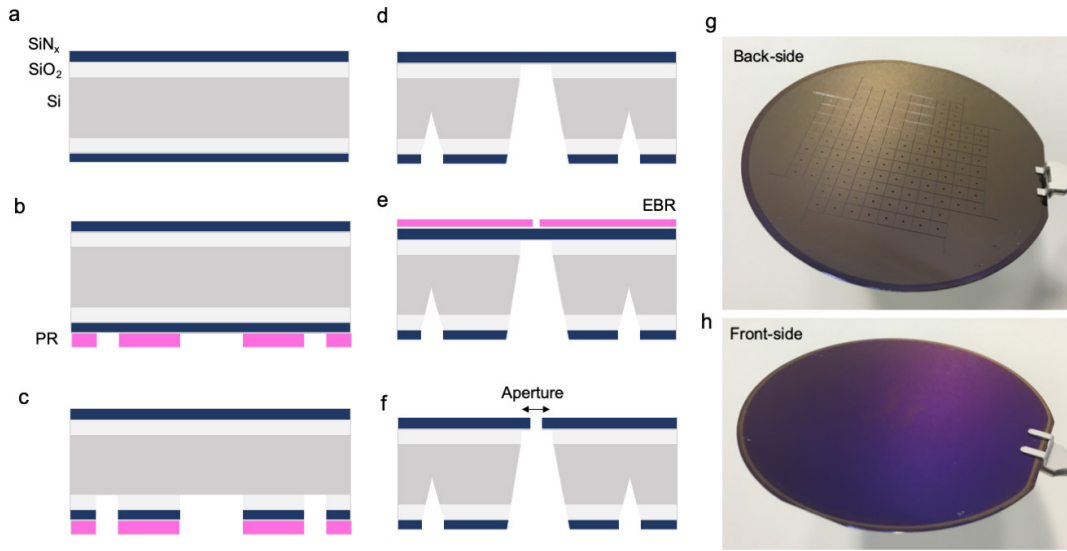 a
SiNₓ
SiO₂
Si
b
PR
c
d
e
EBR
f
Aperture
g
Back-side
h
Front-side